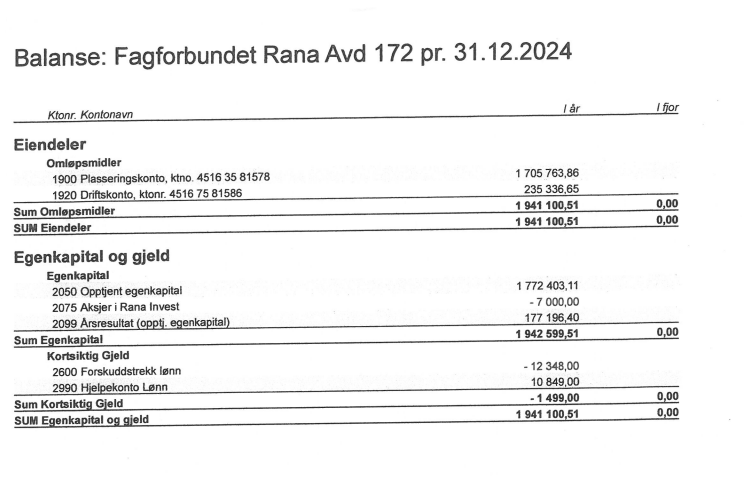 Balanse: Fagforbundet Rana Avd 172 pr. 31.12.2024
Ktonr. Kontonavn I år I fjor
Eiendeler
Omløpsmidler
1900 Plasseringskonto, ktno. 4516 35 81578 1 705 763,86
1920 Driftskonto, ktonr. 4516 75 81586 235 336,65
Sum Omløpsmidler 1 941 100,51 0,00
SUM Eiendeler 1 941 100,51 0,00
Egenkapital og gjeld
Egenkapital
2050 Opptjent egenkapital 1 772 403,11
2075 Aksjer i Rana Invest - 7 000,00
2099 Årsresultat (opptj. egenkapital) 177 196,40
Sum Egenkapital 1 942 599,51 0,00
Kortsiktig Gjeld
2600 Forskuddstrekk lønn - 12 348,00
2990 Hjelpekonto Lønn 10 849,00
Sum Kortsiktig Gjeld - 1 499,00 0,00
SUM Egenkapital og gjeld 1 941 100,51 0,00